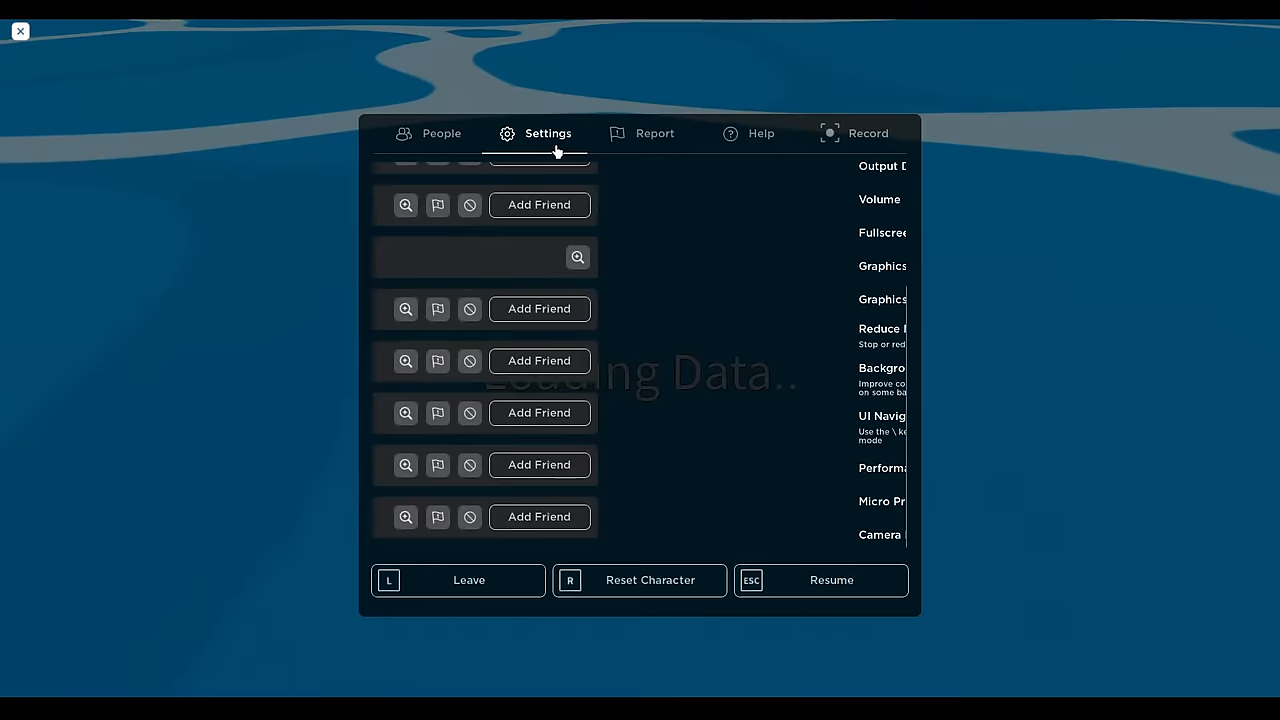 People
Settings
Report
Help
Record
Output D
Add Friend
Volume
Fullscree
Graphics
Add Friend
Graphics
Reduce
Stop or red
Add Friend
Loading Data..
Backgro
Improve co
on some ba
Add Friend
UI Navig
Use the \ ke
mode
Add Friend
Performa
Micro Pr
Add Friend
Camera
L Leave
R Reset Character
ESC Resume